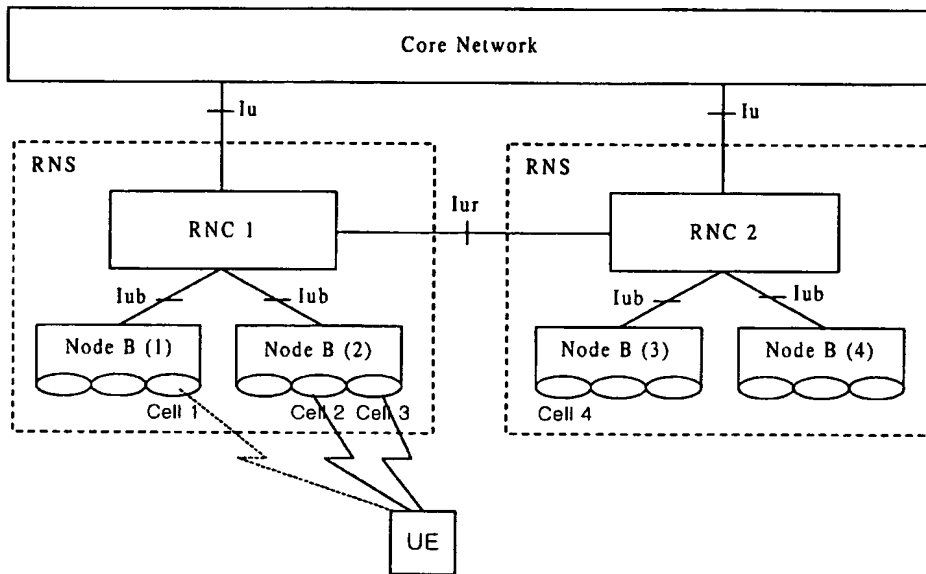 Core Network
Iu
Iu
RNS
RNS
RNC 1
Iur
RNC 2
Iub
Iub
Iub
Iub
Node B (1)
Node B (2)
Node B (3)
Node B (4)
Cell 1
Cell 2
Cell 3
Cell 4
UE